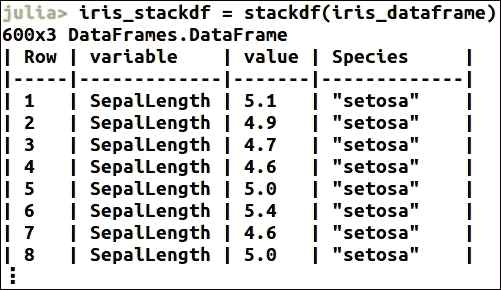 julia> iris_stackdf = stackdf(iris_dataframe)
600x3 DataFrames.DataFrame
| Row | variable    | value | Species     |
|-----|-------------|-------|-------------|
| 1   | SepalLength | 5.1   | "setosa"    |
| 2   | SepalLength | 4.9   | "setosa"    |
| 3   | SepalLength | 4.7   | "setosa"    |
| 4   | SepalLength | 4.6   | "setosa"    |
| 5   | SepalLength | 5.0   | "setosa"    |
| 6   | SepalLength | 5.4   | "setosa"    |
| 7   | SepalLength | 4.6   | "setosa"    |
| 8   | SepalLength | 5.0   | "setosa"    |
⋮